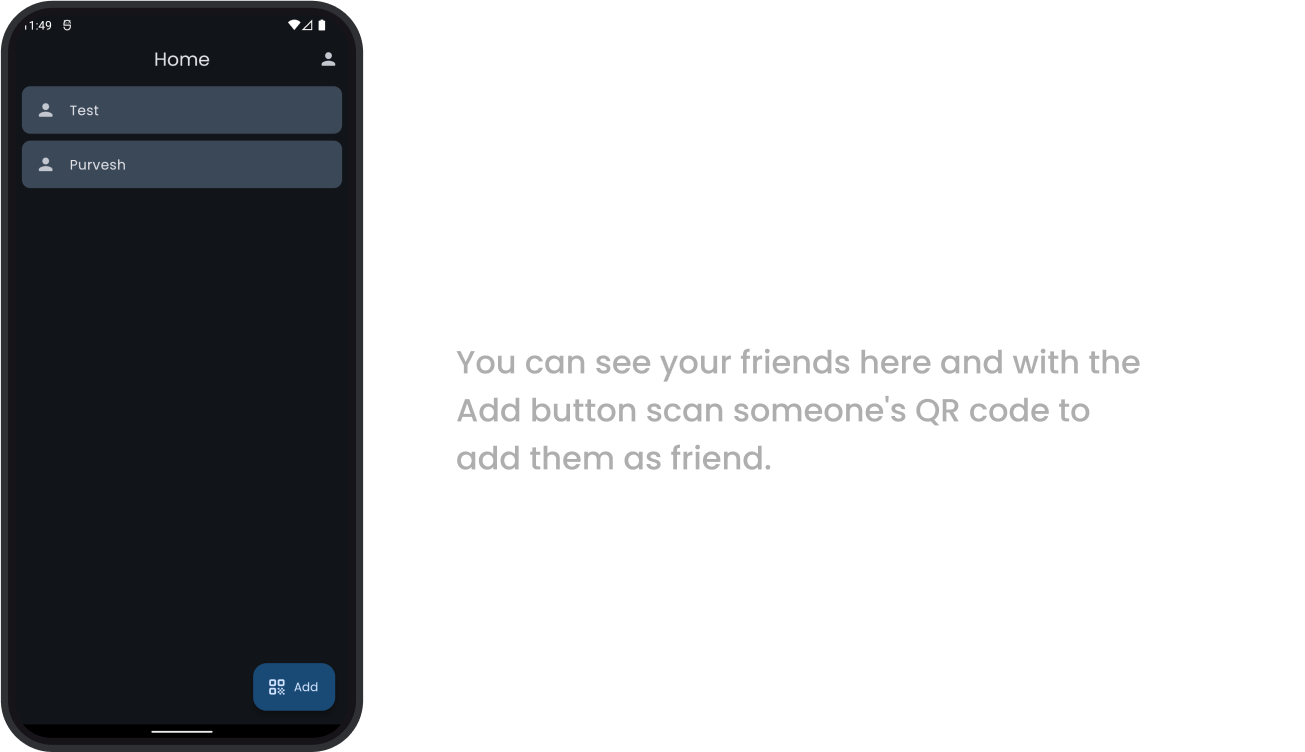 1:49
Home
Test
Purvesh
You can see your friends here and with the
Add button scan someone's QR code to
add them as friend.
Add